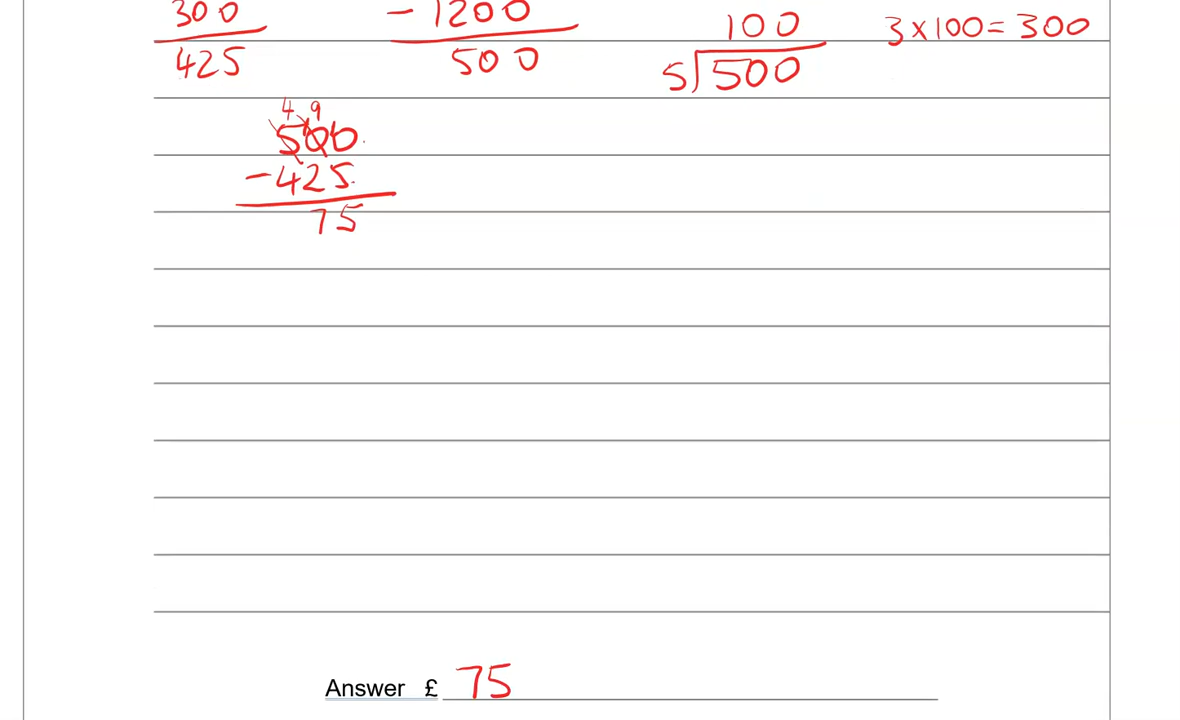 300 - 1200 100 3 x 100 = 300
425 500 5 500
4 9
500
- 425
75
Answer £ 75